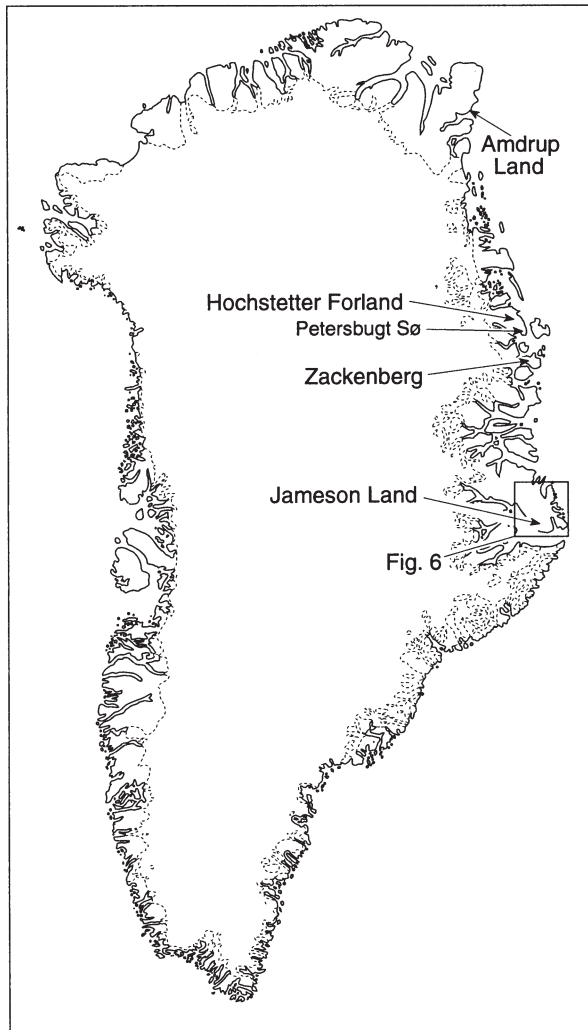 Amdrup
Land
Hochstetter Forland
Petersbugt Sø
Zackenberg
Jameson Land
Fig. 6